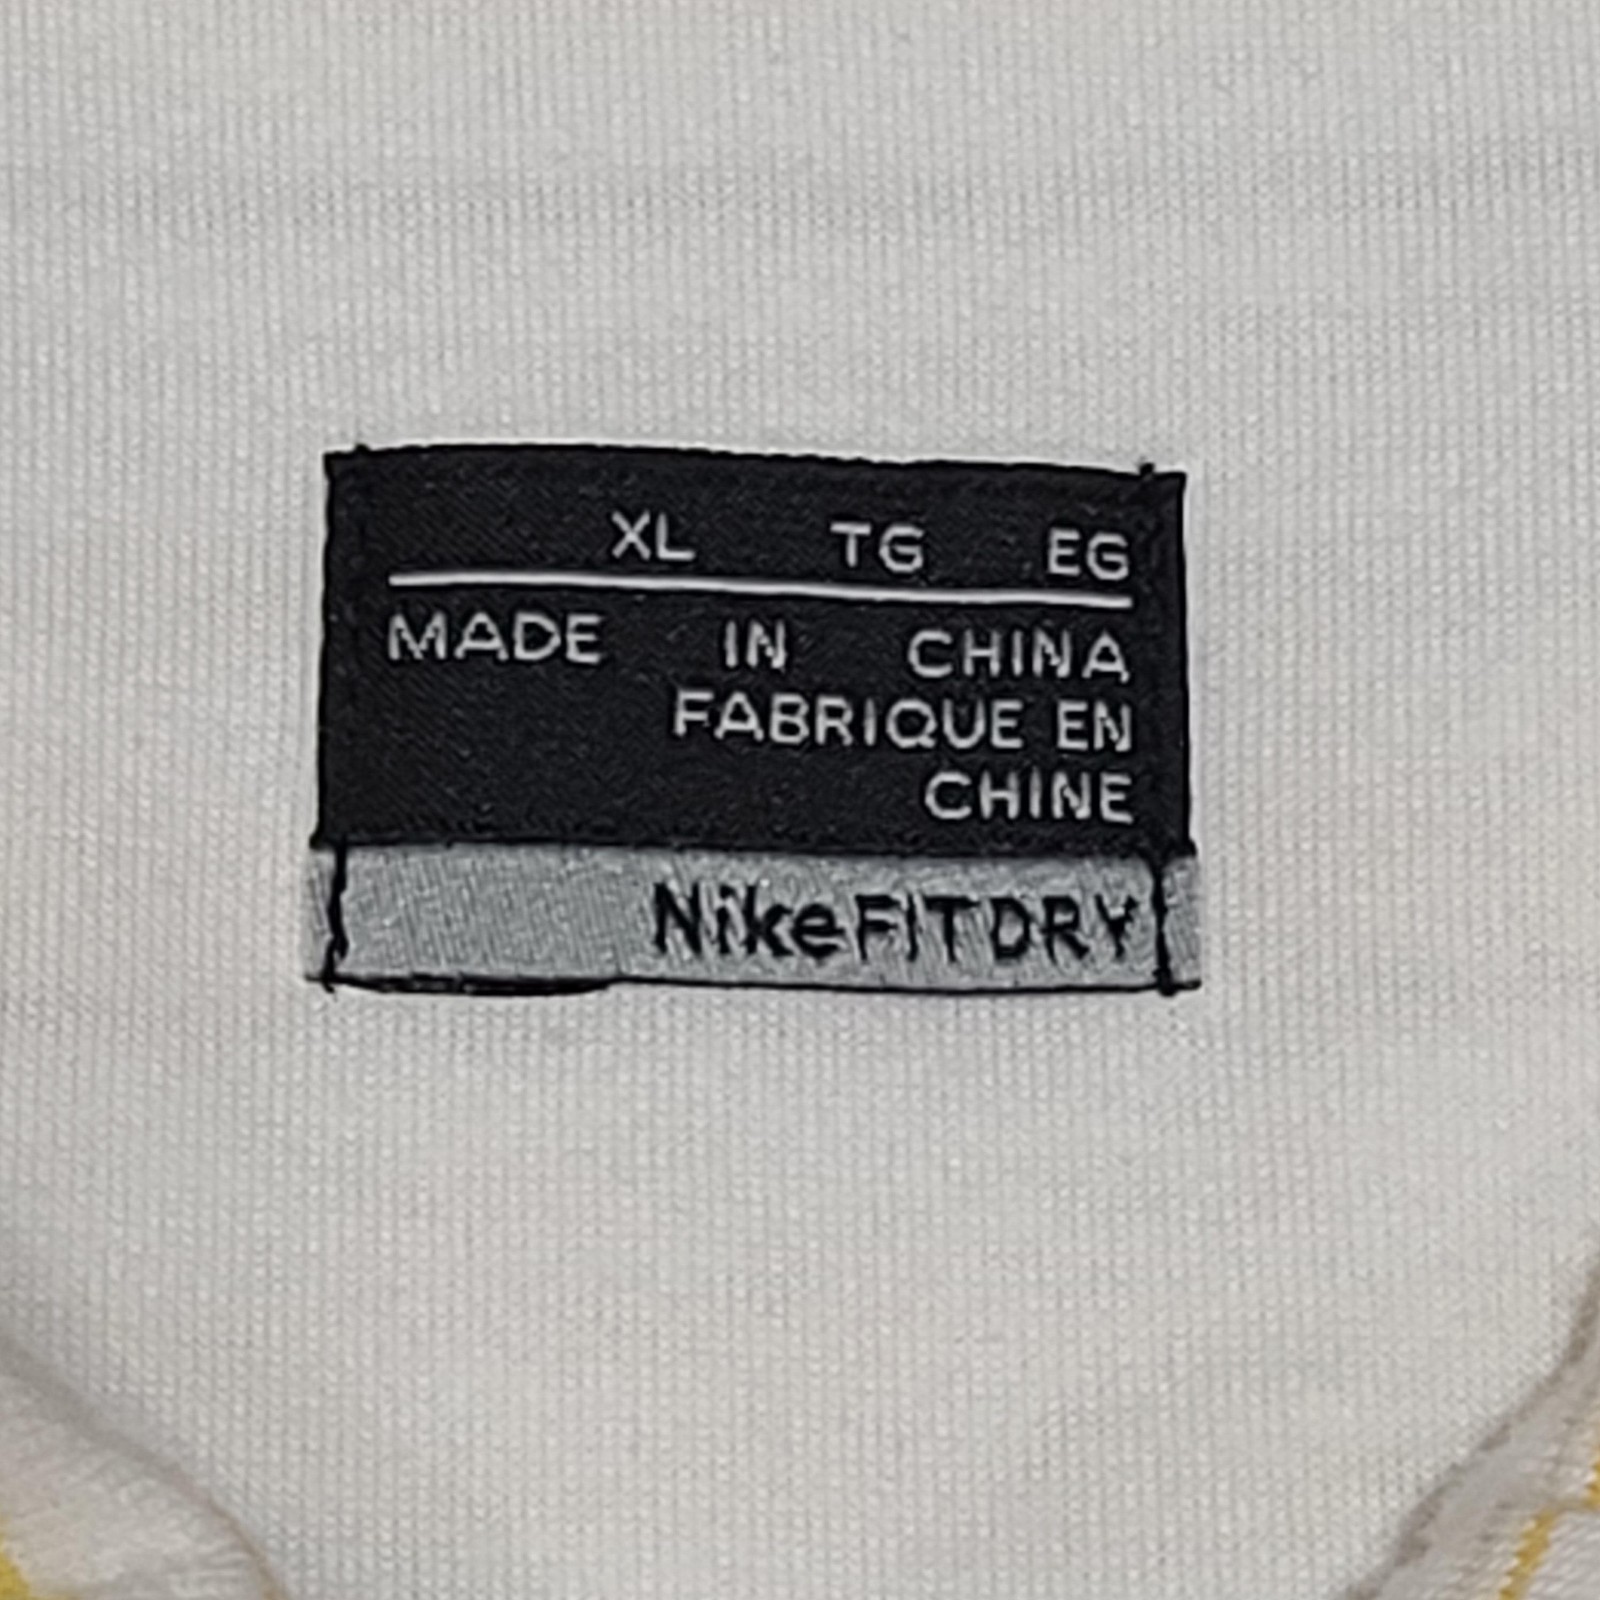 XL TG EG
MADE IN CHINA
FABRIQUE EN
CHINE
NikeFITDRY